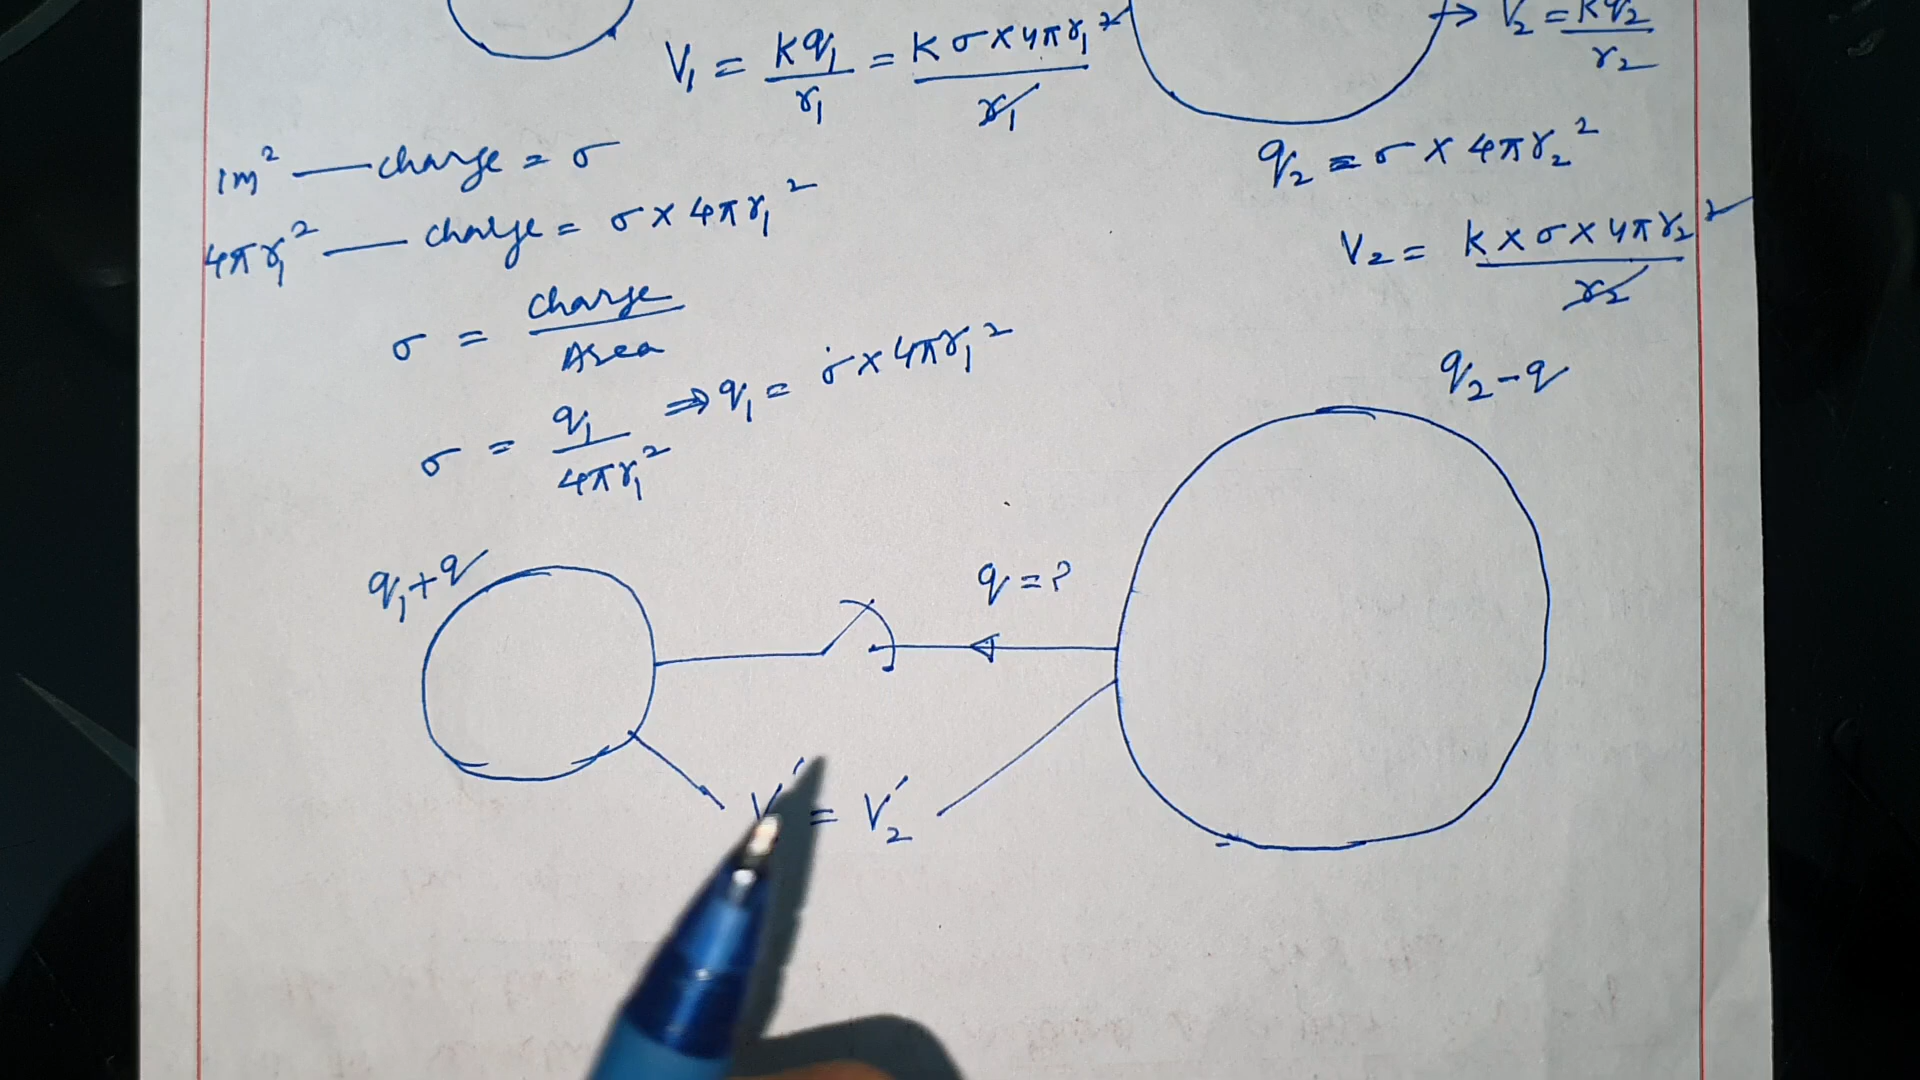 V₁ = Kq₁/r₁ = Kσ×4πr₁²/r₁
V₂ = Kq₂/r₂
1m² — charge = σ
4πr₁² — charge = σ × 4πr₁²
q₂ = σ × 4πr₂²
V₂ = K×σ×4πr₂²/r₂
σ = charge/Area
σ = q₁/4πr₁² ⇒ q₁ = σ×4πr₁²
q₂-q
q₁+q
q = ?
V' = V₂'